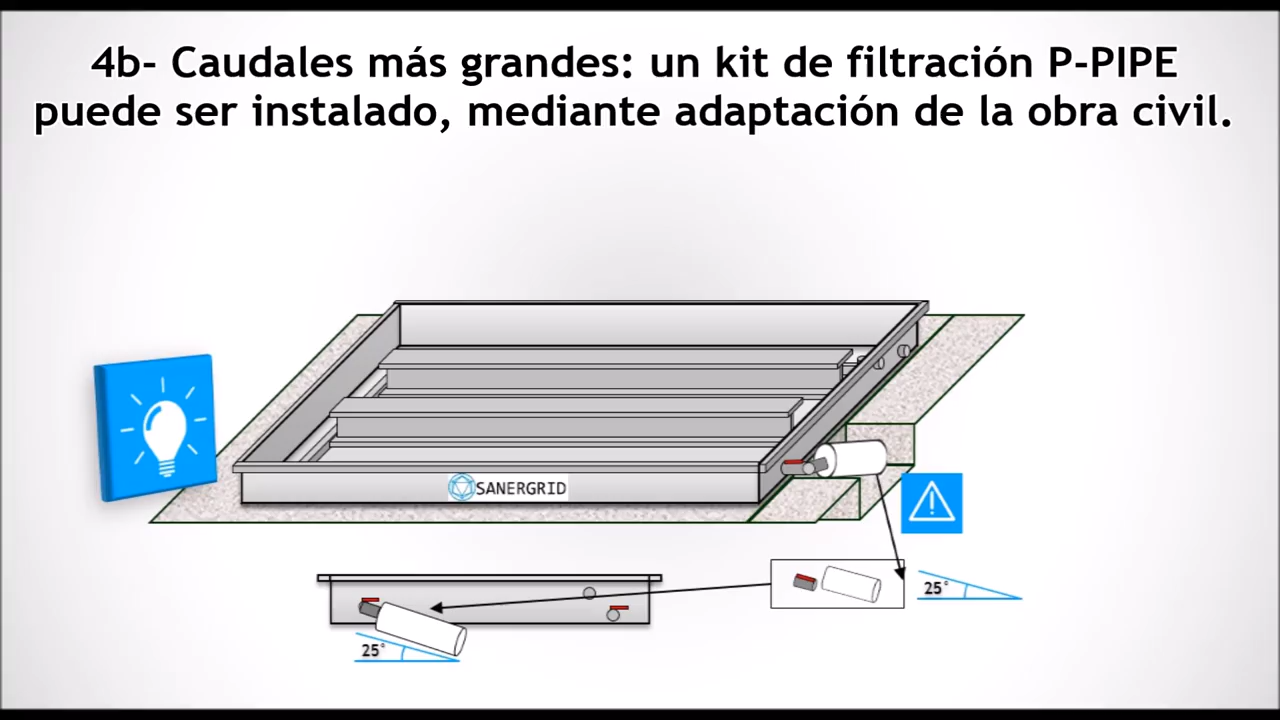 4b- Caudales más grandes: un kit de filtración P-PIPE
puede ser instalado, mediante adaptación de la obra civil.
SANERGRID
25°
25°